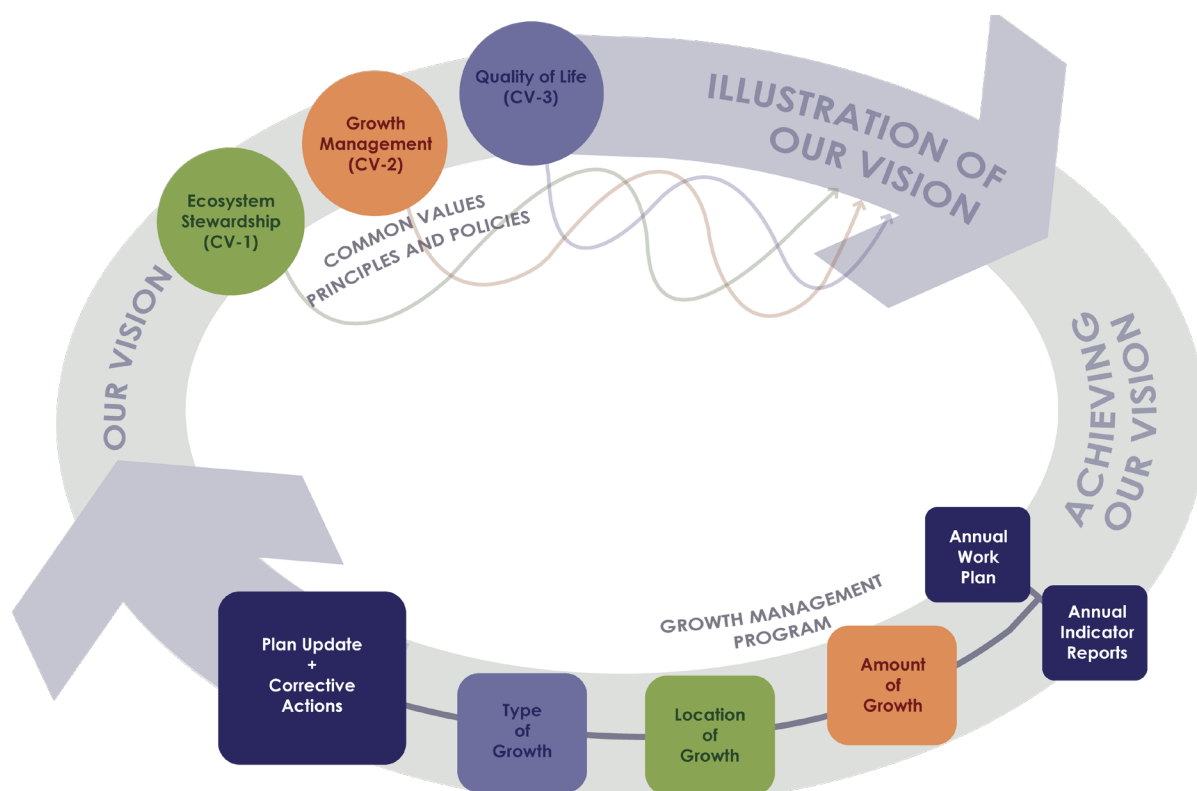 Quality of Life
(CV-3)
Growth
Management
(CV-2)
Ecosystem
Stewardship
(CV-1)
COMMON VALUES
PRINCIPLES AND POLICIES
ILLUSTRATION OF
OUR VISION
OUR VISION
ACHIEVING
OUR VISION
Annual
Work
Plan
Annual
Indicator
Reports
GROWTH MANAGEMENT
PROGRAM
Amount
of
Growth
Location
of
Growth
Type
of
Growth
Plan Update
+
Corrective
Actions